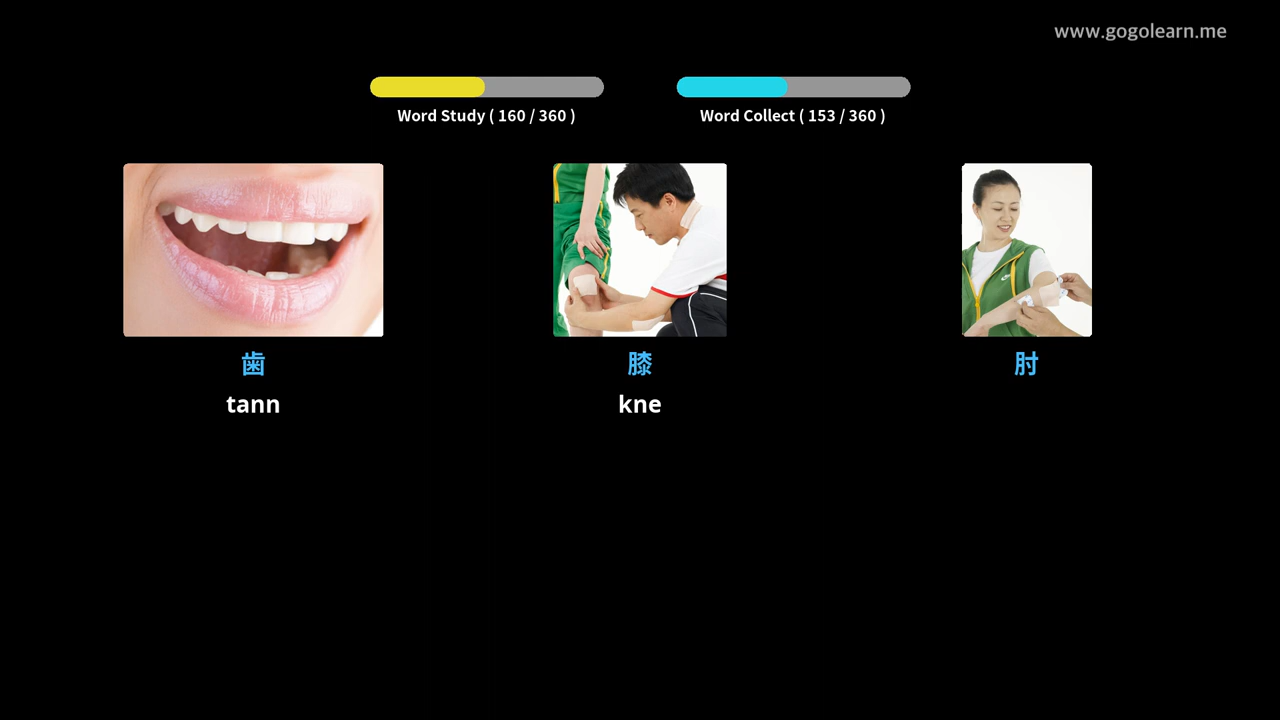 www.gogolearn.me
Word Study ( 160 / 360 )
Word Collect ( 153 / 360 )
歯
膝
肘
tann
kne